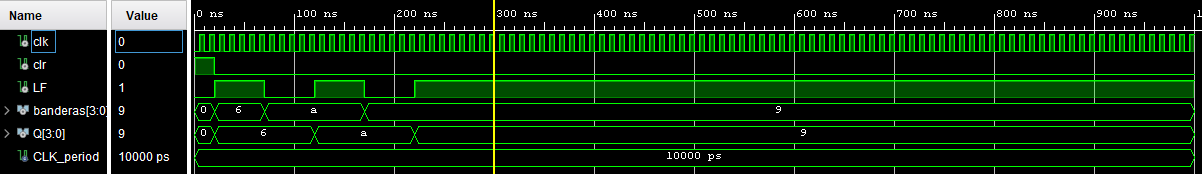 Name Value 0 ns 100 ns 200 ns 300 ns 400 ns 500 ns 600 ns 700 ns 800 ns 900 ns 1
clk 0
clr 0
LF 1
banderas[3:0] 9 0 6 a 9
Q[3:0] 9 0 6 a 9
CLK_period 10000 ps 10000 ps